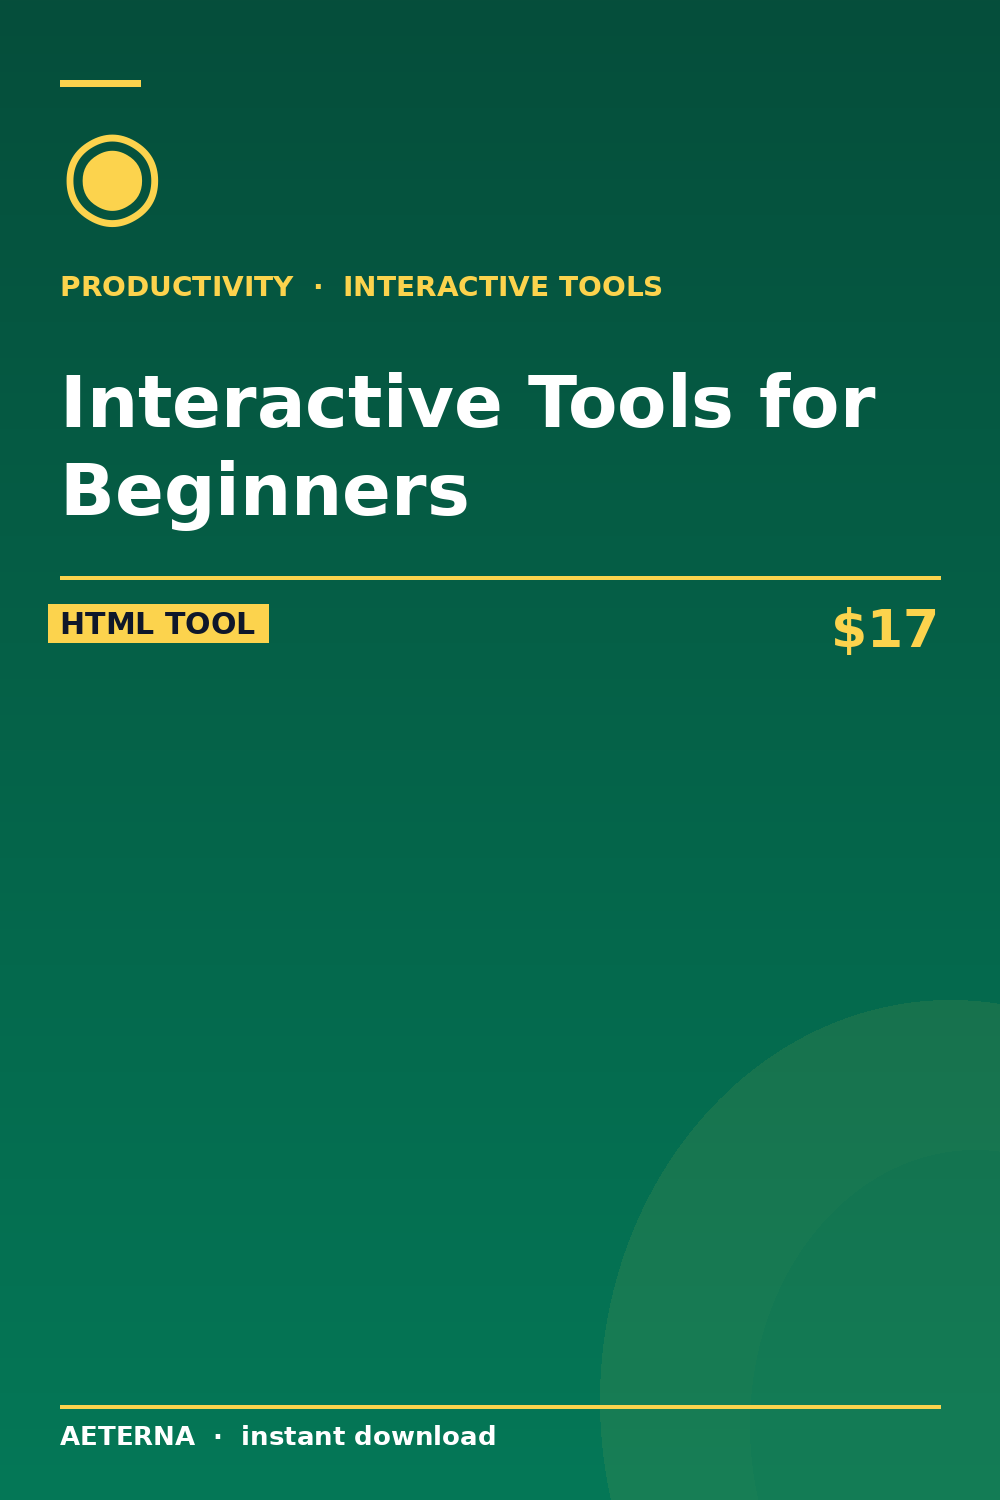 PRODUCTIVITY · INTERACTIVE TOOLS
Interactive Tools for
Beginners
HTML TOOL
$17
AETERNA · instant download